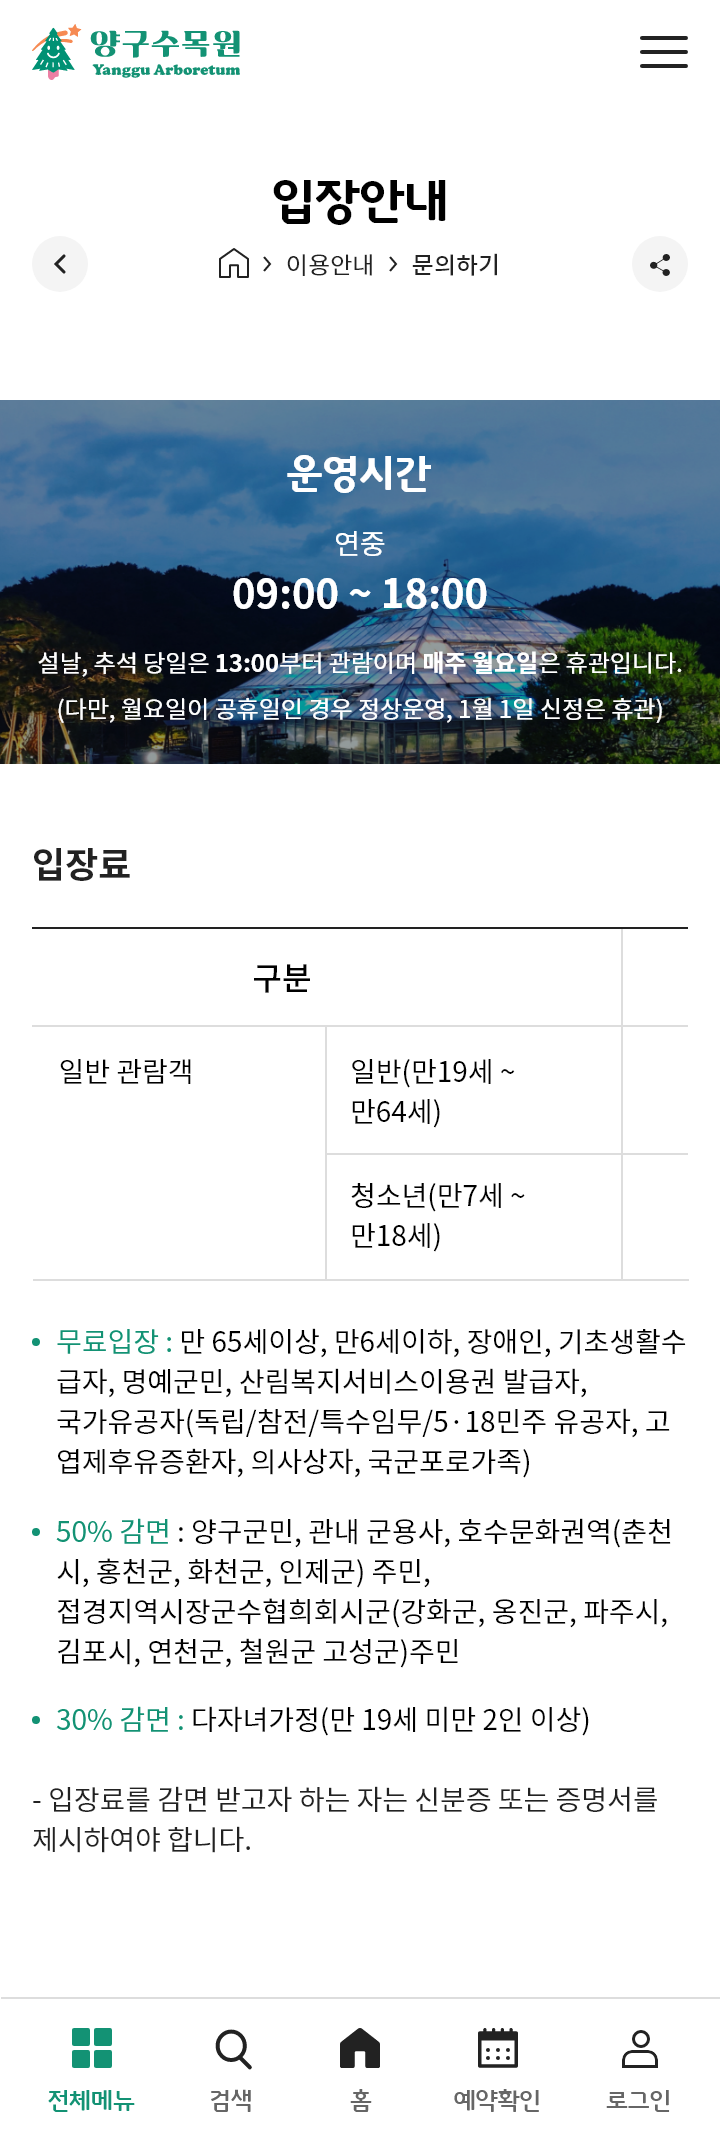 양구수목원
Yanggu Arboretum
입장안내
이용안내 > 문의하기
운영시간
연중
09:00 ~ 18:00
설날, 추석 당일은 13:00부터 관람이며 매주 월요일은 휴관입니다.
(다만, 월요일이 공휴일인 경우 정상운영, 1월 1일 신정은 휴관)
입장료
구분
일반 관람객
일반(만19세 ~
만64세)
청소년(만7세 ~
만18세)
• 무료입장 : 만 65세이상, 만6세이하, 장애인, 기초생활수
급자, 명예군민, 산림복지서비스이용권 발급자,
국가유공자(독립/참전/특수임무/5·18민주 유공자, 고
엽제후유증환자, 의사상자, 국군포로가족)
• 50% 감면 : 양구군민, 관내 군용사, 호수문화권역(춘천
시, 홍천군, 화천군, 인제군) 주민,
접경지역시장군수협희회시군(강화군, 옹진군, 파주시,
김포시, 연천군, 철원군 고성군)주민
• 30% 감면 : 다자녀가정(만 19세 미만 2인 이상)
- 입장료를 감면 받고자 하는 자는 신분증 또는 증명서를
제시하여야 합니다.
전체메뉴 검색 홈 예약확인 로그인